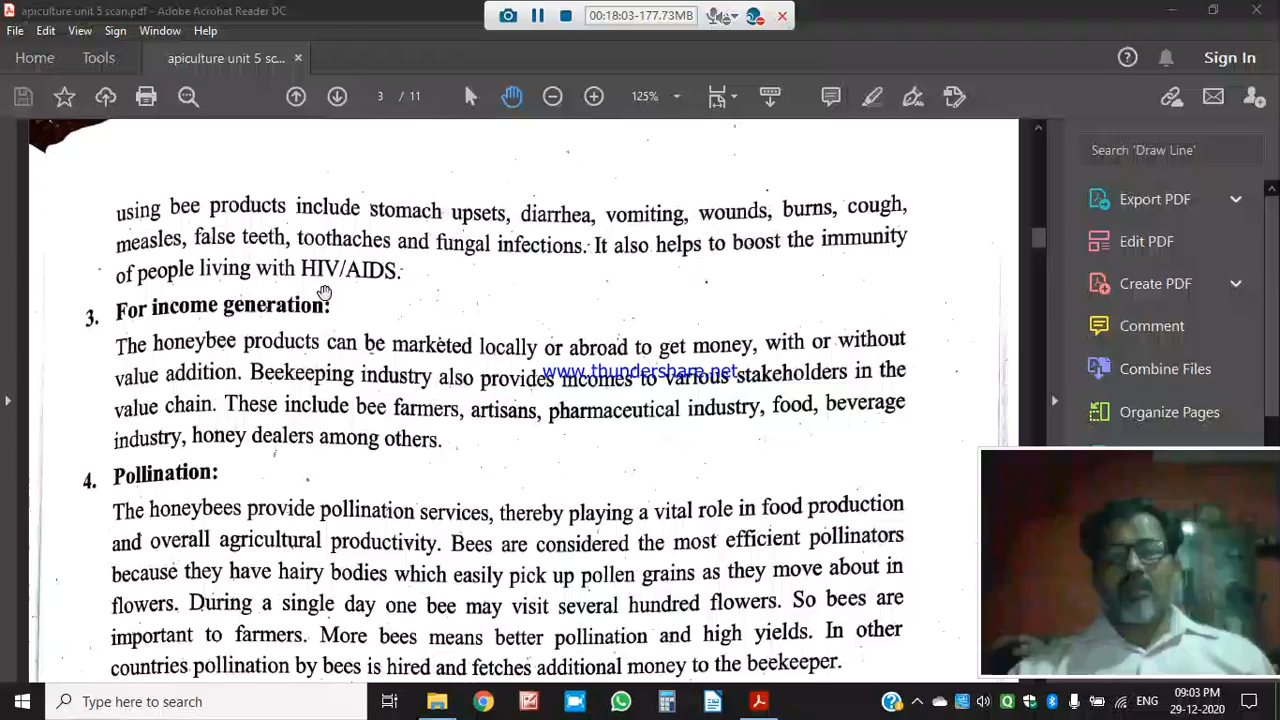 apiculture unit 5 scan.pdf - Adobe Acrobat Reader DC
00:18:03-177.73MB
File Edit View Sign Window Help
Home Tools apiculture unit 5 sc... × Sign In
3 / 11 125%
Search 'Draw Line'
Export PDF
Edit PDF
Create PDF
Comment
Combine Files
Organize Pages
using bee products include stomach upsets, diarrhea, vomiting, wounds, burns, cough,
measles, false teeth, toothaches and fungal infections. It also helps to boost the immunity
of people living with HIV/AIDS.
3. For income generation:
The honeybee products can be marketed locally or abroad to get money, with or without
www.thundershare.net
value addition. Beekeeping industry also provides incomes to various stakeholders in the
value chain. These include bee farmers, artisans, pharmaceutical industry, food, beverage
industry, honey dealers among others.
4. Pollination:
The honeybees provide pollination services, thereby playing a vital role in food production
and overall agricultural productivity. Bees are considered the most efficient pollinators
because they have hairy bodies which easily pick up pollen grains as they move about in
flowers. During a single day one bee may visit several hundred flowers. So bees are
important to farmers. More bees means better pollination and high yields. In other
countries pollination by bees is hired and fetches additional money to the beekeeper.
Type here to search
ENG
09:03 PM
29-12-2020